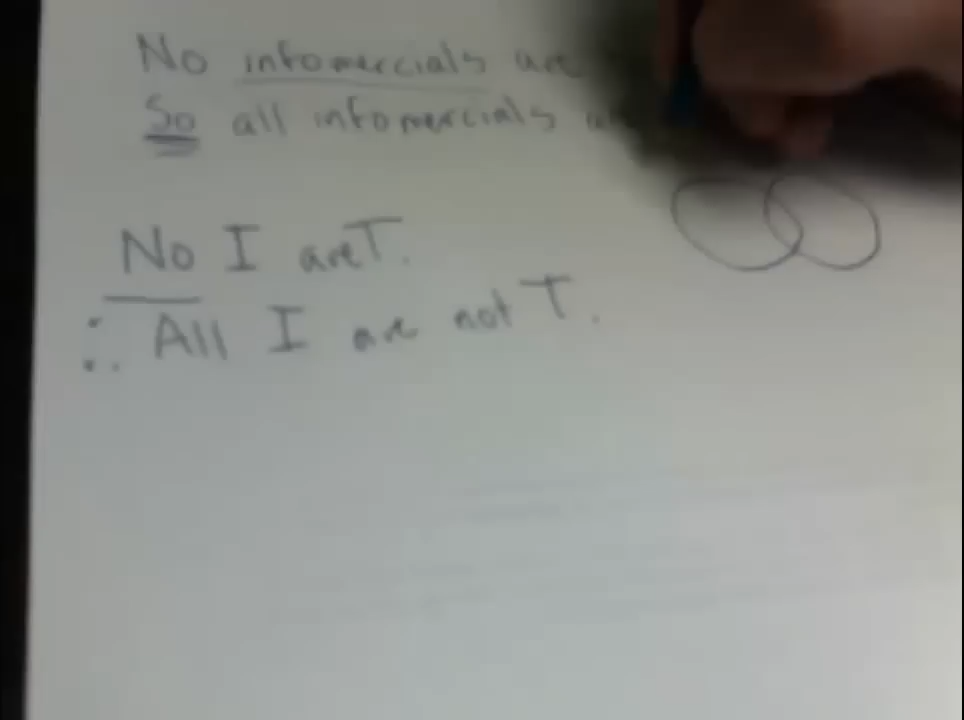 No infomercials are
So all infomercials
No I are T.
∴ All I are not T.